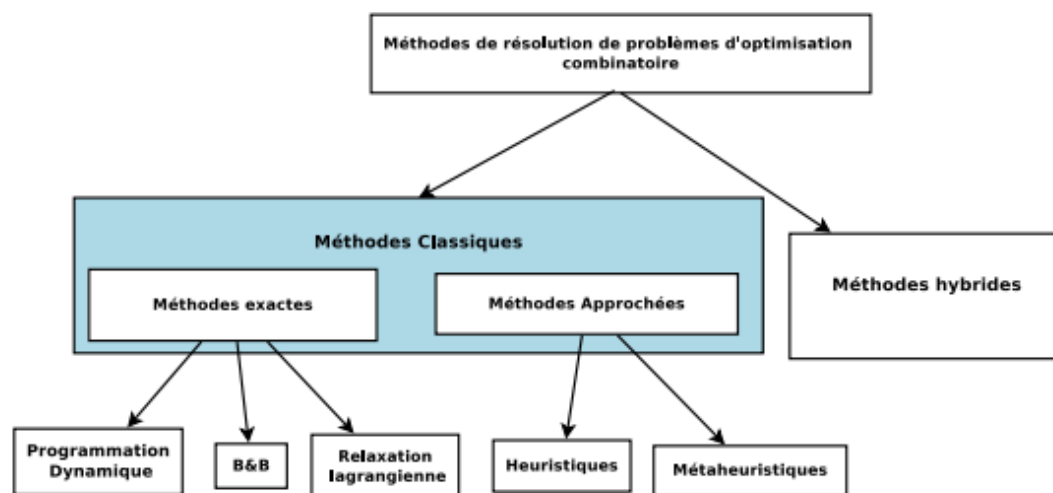 Méthodes de résolution de problèmes d'optimisation
combinatoire
Méthodes Classiques
Méthodes exactes
Méthodes Approchées
Méthodes hybrides
Programmation
Dynamique
B&B
Relaxation
lagrangienne
Heuristiques
Métaheuristiques